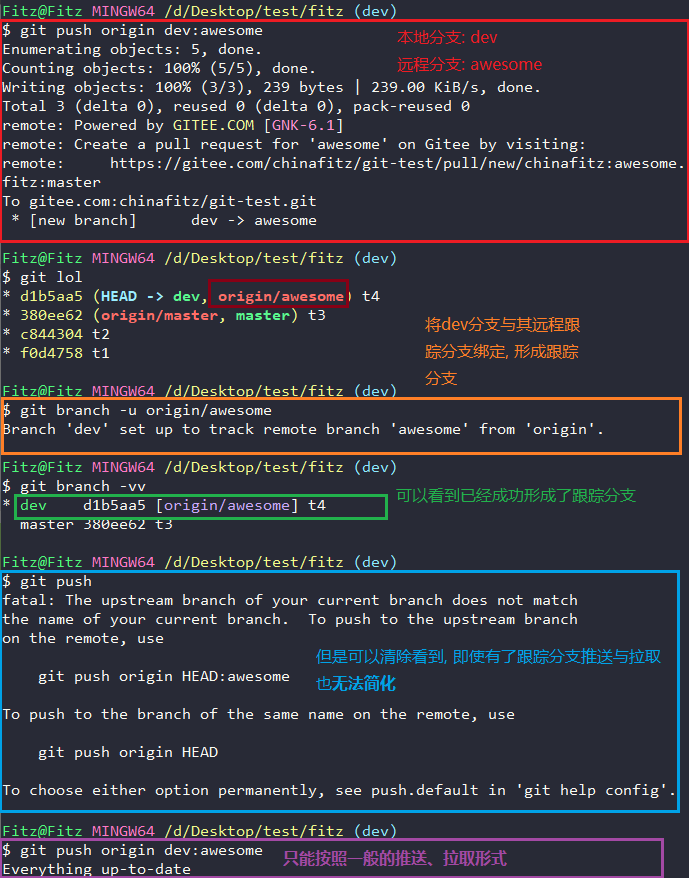 Fitz@Fitz MINGW64 /d/Desktop/test/fitz (dev)
$ git push origin dev:awesome
本地分支: dev
Enumerating objects: 5, done.
Counting objects: 100% (5/5), done.
远程分支: awesome
Writing objects: 100% (3/3), 239 bytes | 239.00 KiB/s, done.
Total 3 (delta 0), reused 0 (delta 0), pack-reused 0
remote: Powered by GITEE.COM [GNK-6.1]
remote: Create a pull request for 'awesome' on Gitee by visiting:
remote:     https://gitee.com/chinafitz/git-test/pull/new/chinafitz:awesome.
fitz:master
To gitee.com:chinafitz/git-test.git
 * [new branch]      dev -> awesome
Fitz@Fitz MINGW64 /d/Desktop/test/fitz (dev)
$ git lol
* d1b5aa5 (HEAD -> dev, origin/awesome) t4
* 380ee62 (origin/master, master) t3
* c844304 t2
* f0d4758 t1
将dev分支与其远程跟
踪分支绑定, 形成跟踪
分支
Fitz@Fitz MINGW64 /d/Desktop/test/fitz (dev)
$ git branch -u origin/awesome
Branch 'dev' set up to track remote branch 'awesome' from 'origin'.
Fitz@Fitz MINGW64 /d/Desktop/test/fitz (dev)
$ git branch -vv
* dev    d1b5aa5 [origin/awesome] t4
可以看到已经成功形成了跟踪分支
  master 380ee62 t3
Fitz@Fitz MINGW64 /d/Desktop/test/fitz (dev)
$ git push
fatal: The upstream branch of your current branch does not match
the name of your current branch.  To push to the upstream branch
on the remote, use
    git push origin HEAD:awesome
但是可以清除看到, 即使有了跟踪分支推送与拉取
也无法简化
To push to the branch of the same name on the remote, use
    git push origin HEAD
To choose either option permanently, see push.default in 'git help config'.
Fitz@Fitz MINGW64 /d/Desktop/test/fitz (dev)
$ git push origin dev:awesome
只能按照一般的推送、拉取形式
Everything up-to-date